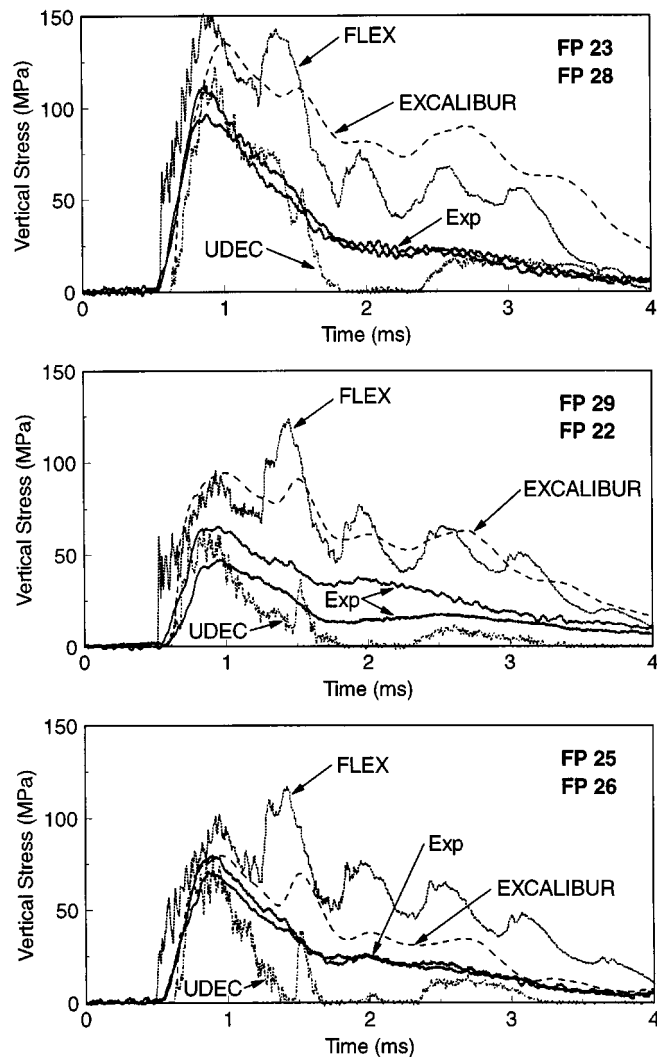 150
FLEX
FP 23
FP 28
100
EXCALIBUR
Vertical Stress (MPa)
50
Exp
UDEC
0
0 1 2 3 4
Time (ms)
150
FLEX
FP 29
FP 22
100
EXCALIBUR
Vertical Stress (MPa)
50
Exp
UDEC
0
0 1 2 3 4
Time (ms)
150
FP 25
FLEX
FP 26
100
Exp
EXCALIBUR
Vertical Stress (MPa)
50
UDEC
0
0 1 2 3 4
Time (ms)